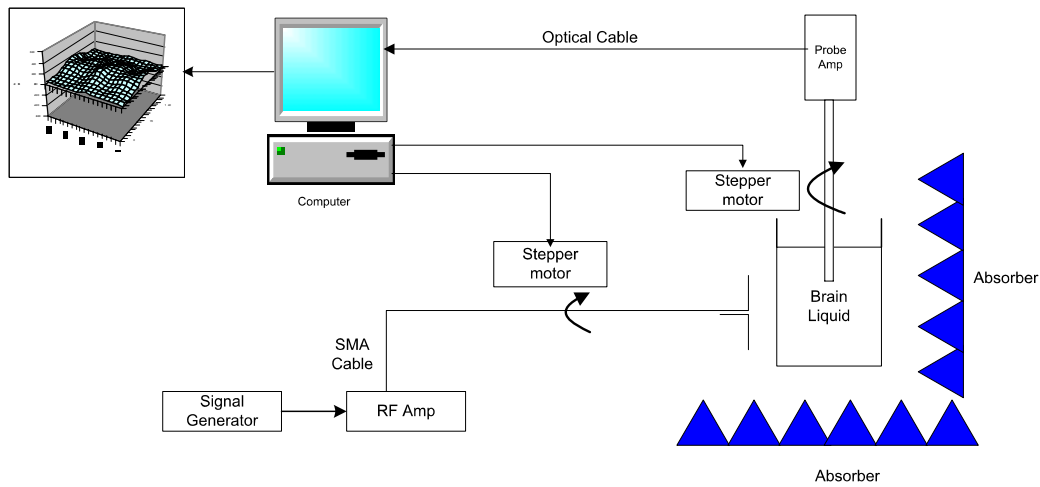 Optical Cable
Probe
Amp
Computer
Stepper
motor
Stepper
motor
Brain
Liquid
Absorber
SMA
Cable
Signal
Generator
RF Amp
Absorber